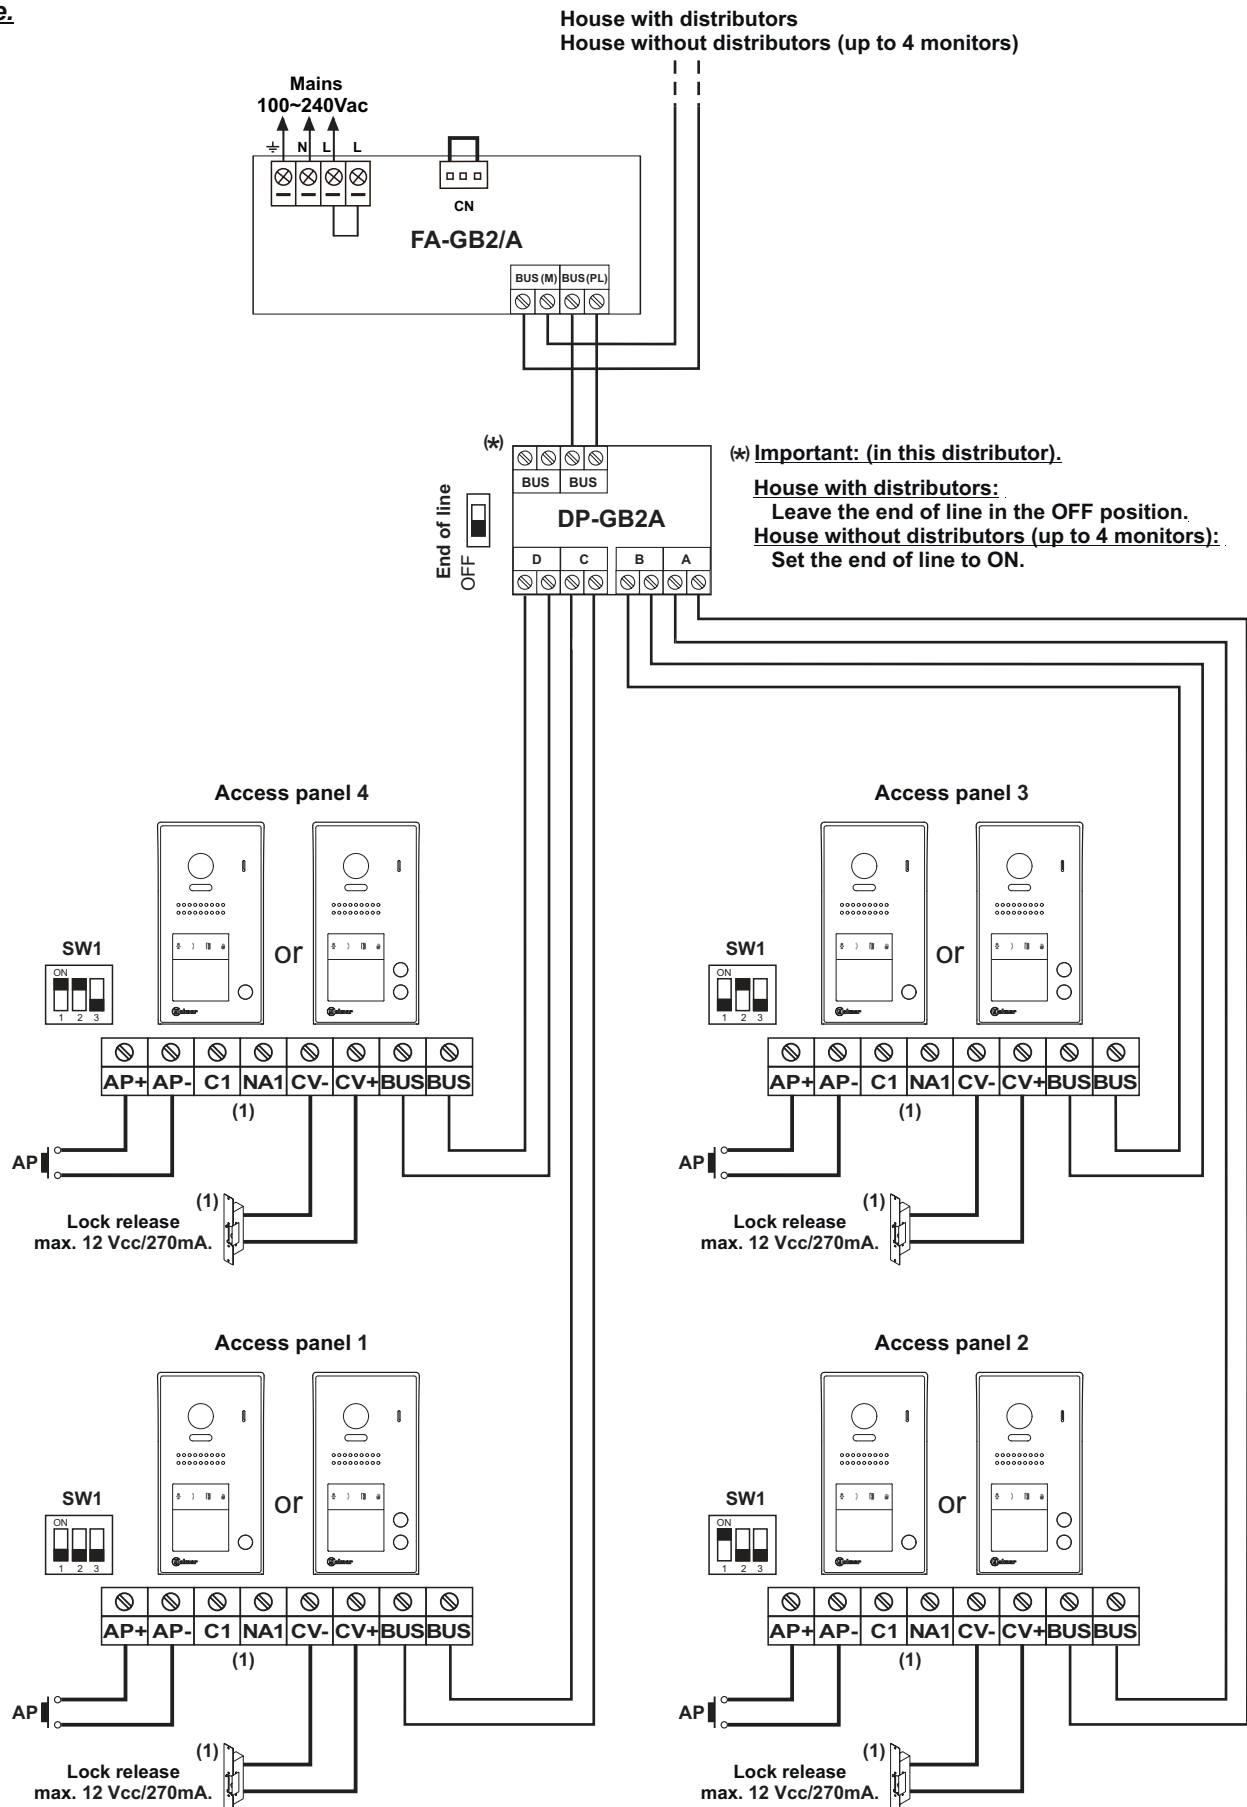 e.
House with distributors
House without distributors (up to 4 monitors)
Mains
100~240Vac
N L L
CN
FA-GB2/A
BUS (M) BUS (PL)
(*)
BUS BUS
DP-GB2A
D C B A
End of line
OFF
(*) Important: (in this distributor).
House with distributors:
Leave the end of line in the OFF position.
House without distributors (up to 4 monitors):
Set the end of line to ON.
Access panel 4
SW1
ON
1 2 3
or
Golmar
Golmar
AP+ AP- C1 NA1 CV- CV+ BUS BUS
(1)
AP
(1)
Lock release
max. 12 Vcc/270mA.
Access panel 3
SW1
ON
1 2 3
or
Golmar
Golmar
AP+ AP- C1 NA1 CV- CV+ BUS BUS
(1)
AP
(1)
Lock release
max. 12 Vcc/270mA.
Access panel 1
SW1
ON
1 2 3
or
Golmar
Golmar
AP+ AP- C1 NA1 CV- CV+ BUS BUS
(1)
AP
(1)
Lock release
max. 12 Vcc/270mA.
Access panel 2
SW1
ON
1 2 3
or
Golmar
Golmar
AP+ AP- C1 NA1 CV- CV+ BUS BUS
(1)
AP
(1)
Lock release
max. 12 Vcc/270mA.